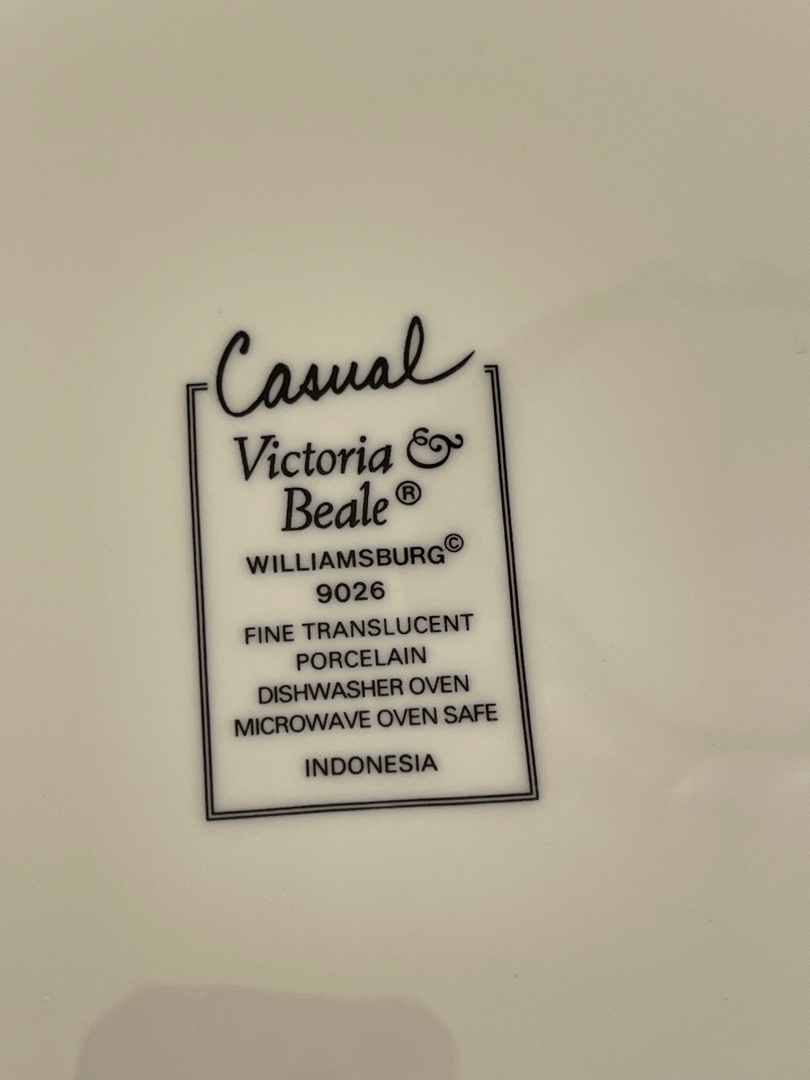 Casual
Victoria &
Beale®
WILLIAMSBURG©
9026
FINE TRANSLUCENT
PORCELAIN
DISHWASHER OVEN
MICROWAVE OVEN SAFE
INDONESIA